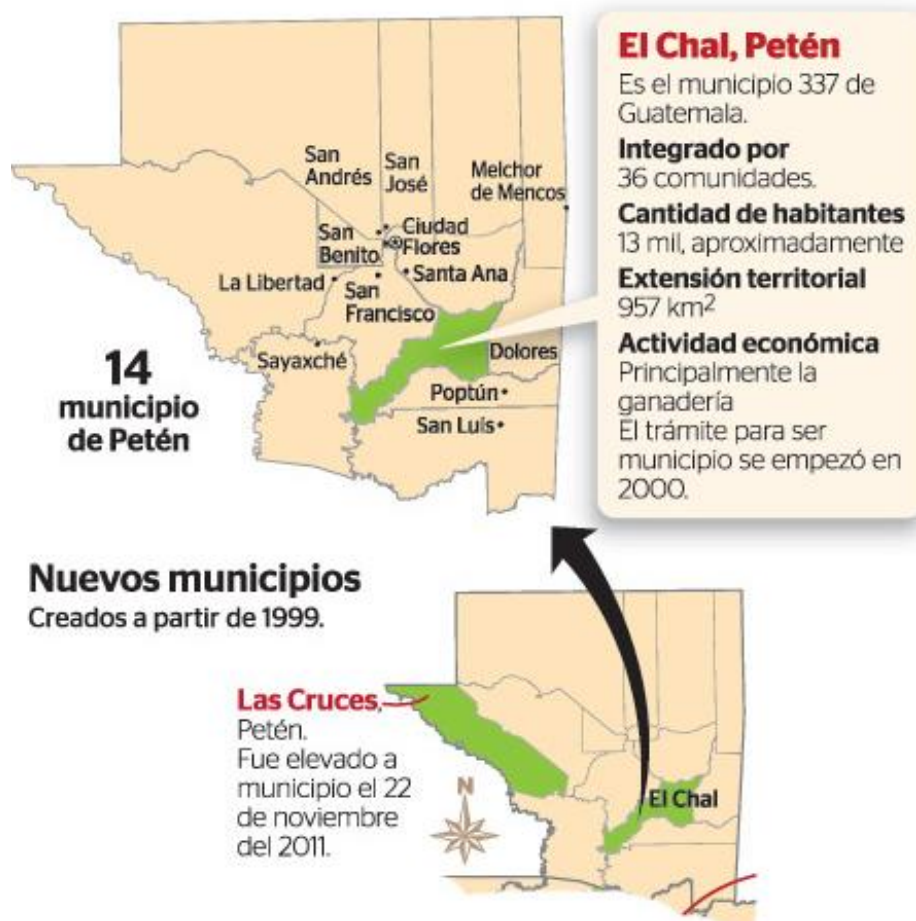 El Chal, Petén
Es el municipio 337 de
Guatemala.
Integrado por
36 comunidades.
Cantidad de habitantes
13 mil, aproximadamente
Extensión territorial
957 km²
Actividad económica
Principalmente la
ganadería
El trámite para ser
municipio se empezó en
2000.
San
Andrés
San
José
Melchor
de Mencos
San
Benito
Ciudad
Flores
La Libertad
San
Francisco
Santa Ana
Sayaxché
Dolores
Poptún
San Luis
14
municipio
de Petén
Nuevos municipios
Creados a partir de 1999.
Las Cruces,
Petén.
Fue elevado a
municipio el 22
de noviembre
del 2011.
N
El Chal